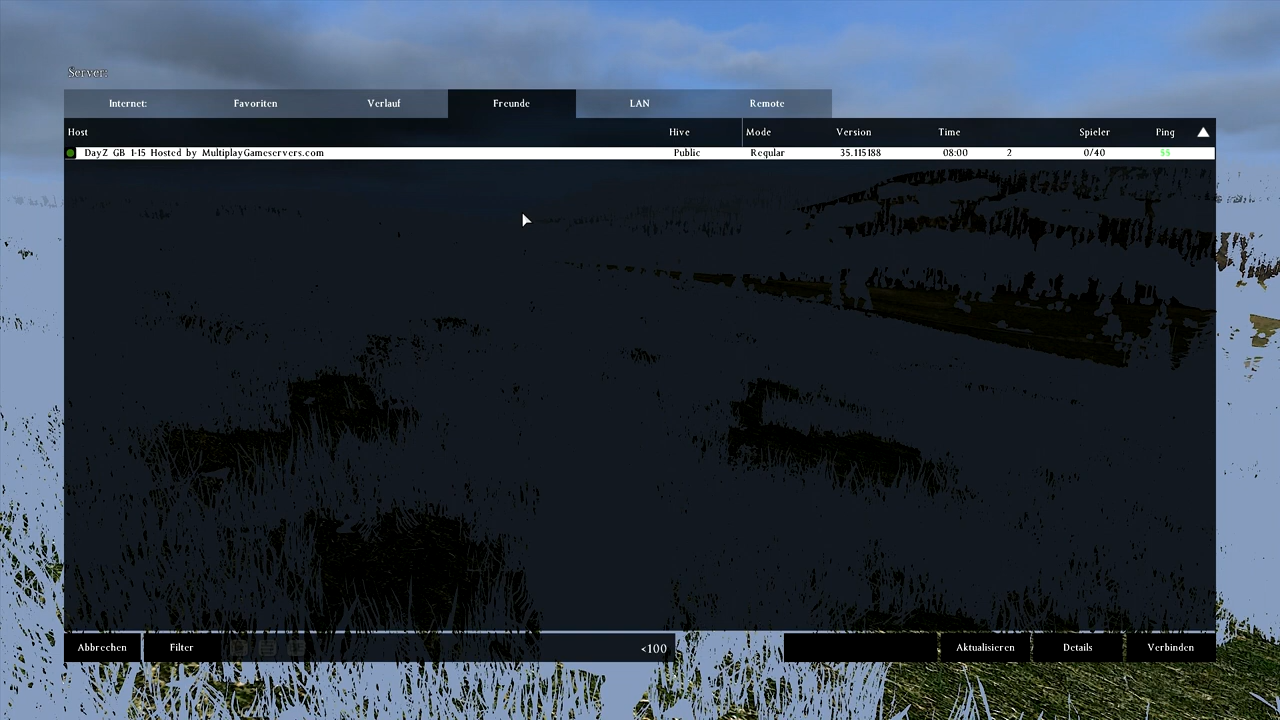 Server:
Internet: Favoriten Verlauf Freunde LAN Remote
Host Hive Mode Version Time Spieler Ping
DayZ GB 1-15 Hosted by MultiplayGameservers.com Public Regular 35.115188 08:00 2 0/40
Abbrechen Filter <100 Aktualisieren Details Verbinden